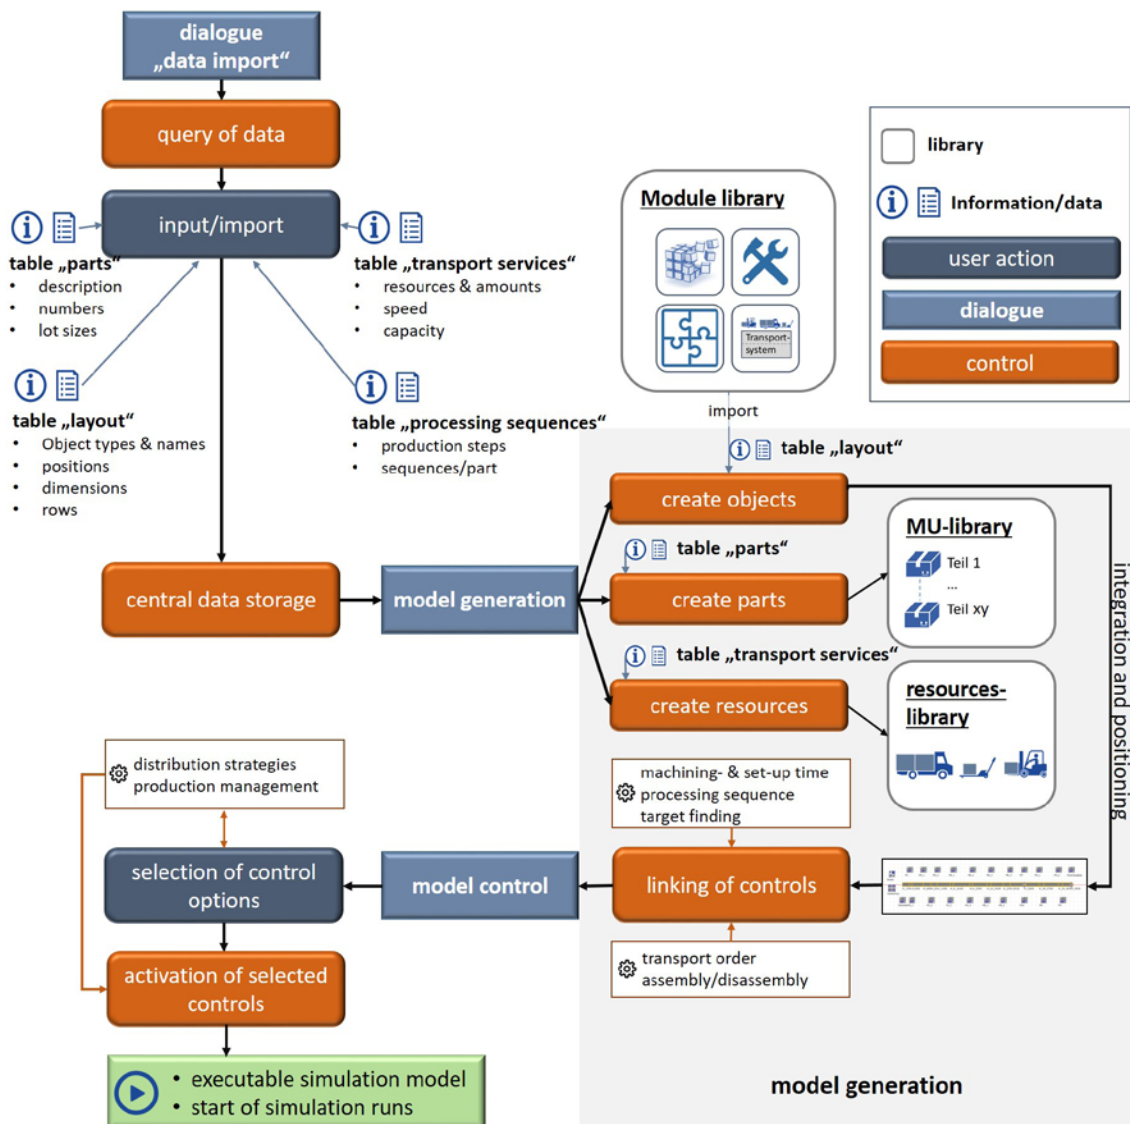 dialogue
„data import“
query of data
input/import
table „parts“
• description
• numbers
• lot sizes
table „transport services“
• resources & amounts
• speed
• capacity
table „layout“
• Object types & names
• positions
• dimensions
• rows
table „processing sequences“
• production steps
• sequences/part
central data storage
model generation
Module library
Transport-
system
import
library
Information/data
user action
dialogue
control
table „layout“
create objects
table „parts“
create parts
table „transport services“
create resources
MU-library
Teil 1
...
Teil xy
resources-
library
integration and positioning
machining- & set-up time
processing sequence
target finding
linking of controls
transport order
assembly/disassembly
model generation
model control
distribution strategies
production management
selection of control
options
activation of selected
controls
• executable simulation model
• start of simulation runs